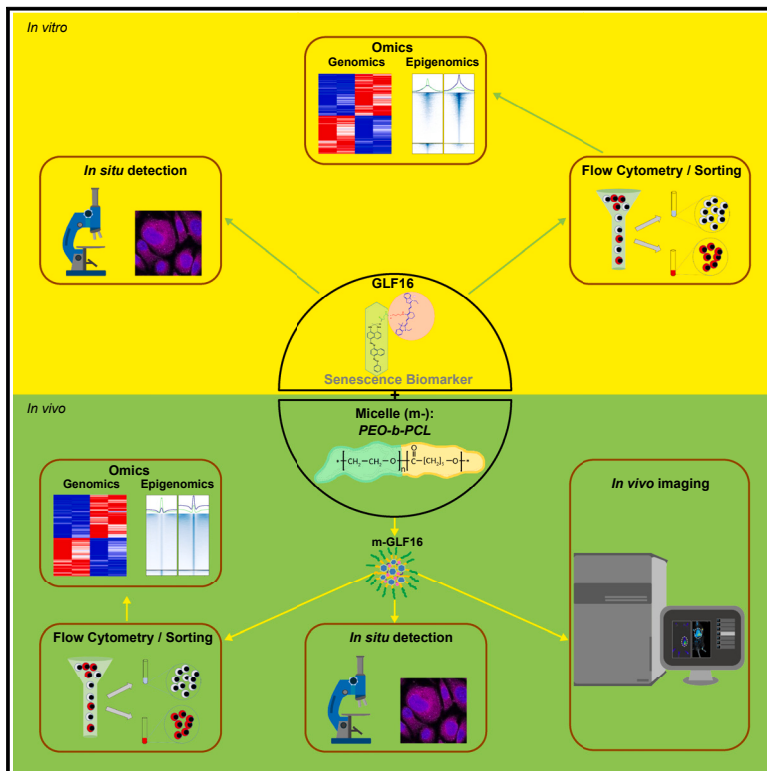 In vitro
Omics
Genomics Epigenomics
In situ detection
Flow Cytometry / Sorting
GLF16
Senescence Biomarker
+
In vivo
Micelle (m-):
PEO-b-PCL
Omics
Genomics Epigenomics
In vivo imaging
m-GLF16
Flow Cytometry / Sorting
In situ detection